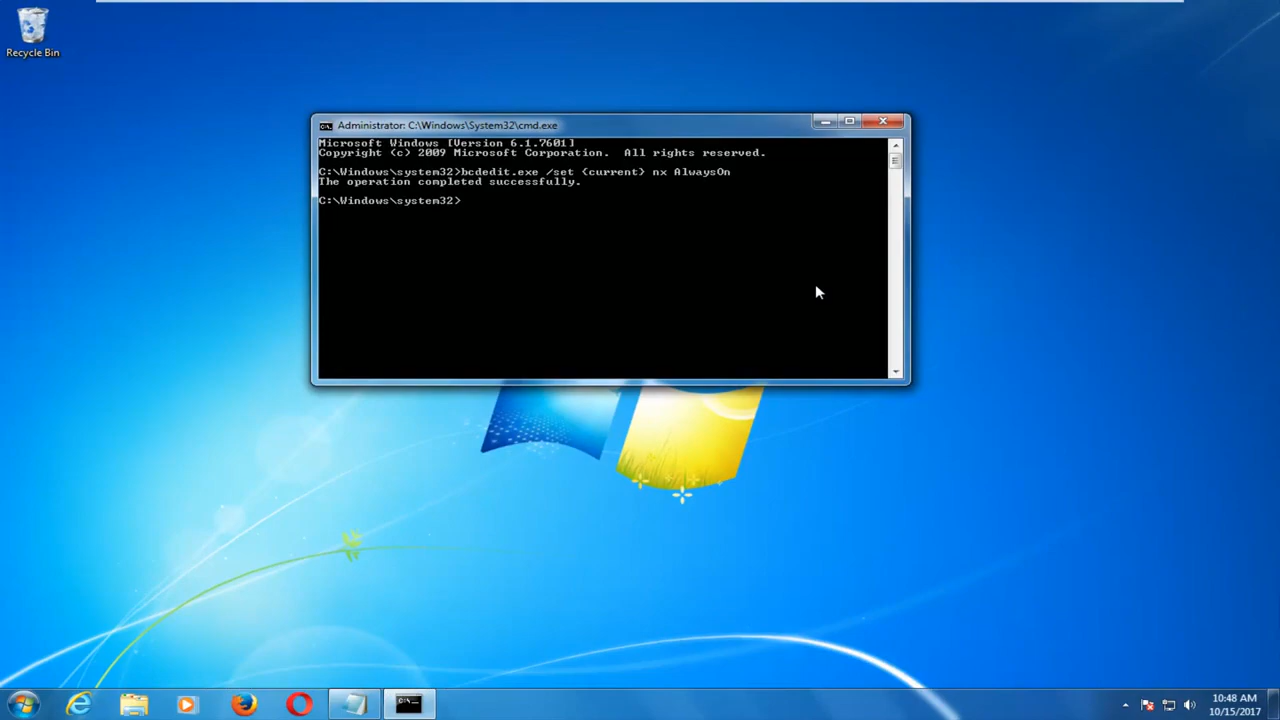 Recycle Bin
Administrator: C:\Windows\System32\cmd.exe
Microsoft Windows [Version 6.1.7601]
Copyright (c) 2009 Microsoft Corporation.  All rights reserved.
C:\Windows\system32>bcdedit.exe /set {current} nx AlwaysOn
The operation completed successfully.
C:\Windows\system32>
10:48 AM
10/15/2017